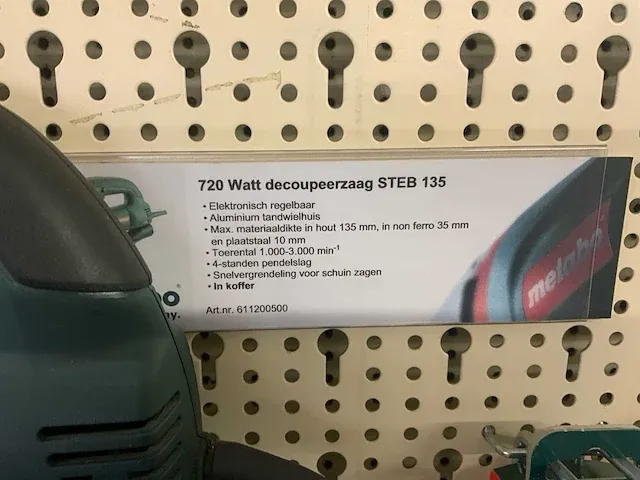 720 Watt decoupeerzaag STEB 135
• Elektronisch regelbaar
• Aluminium tandwielhuis
• Max. materiaaldikte in hout 135 mm, in non ferro 35 mm
en plaatstaal 10 mm
• Toerental 1.000-3.000 min⁻¹
• 4-standen pendelslag
• Snelvergrendeling voor schuin zagen
• In koffer
Art.nr. 611200500
metabo